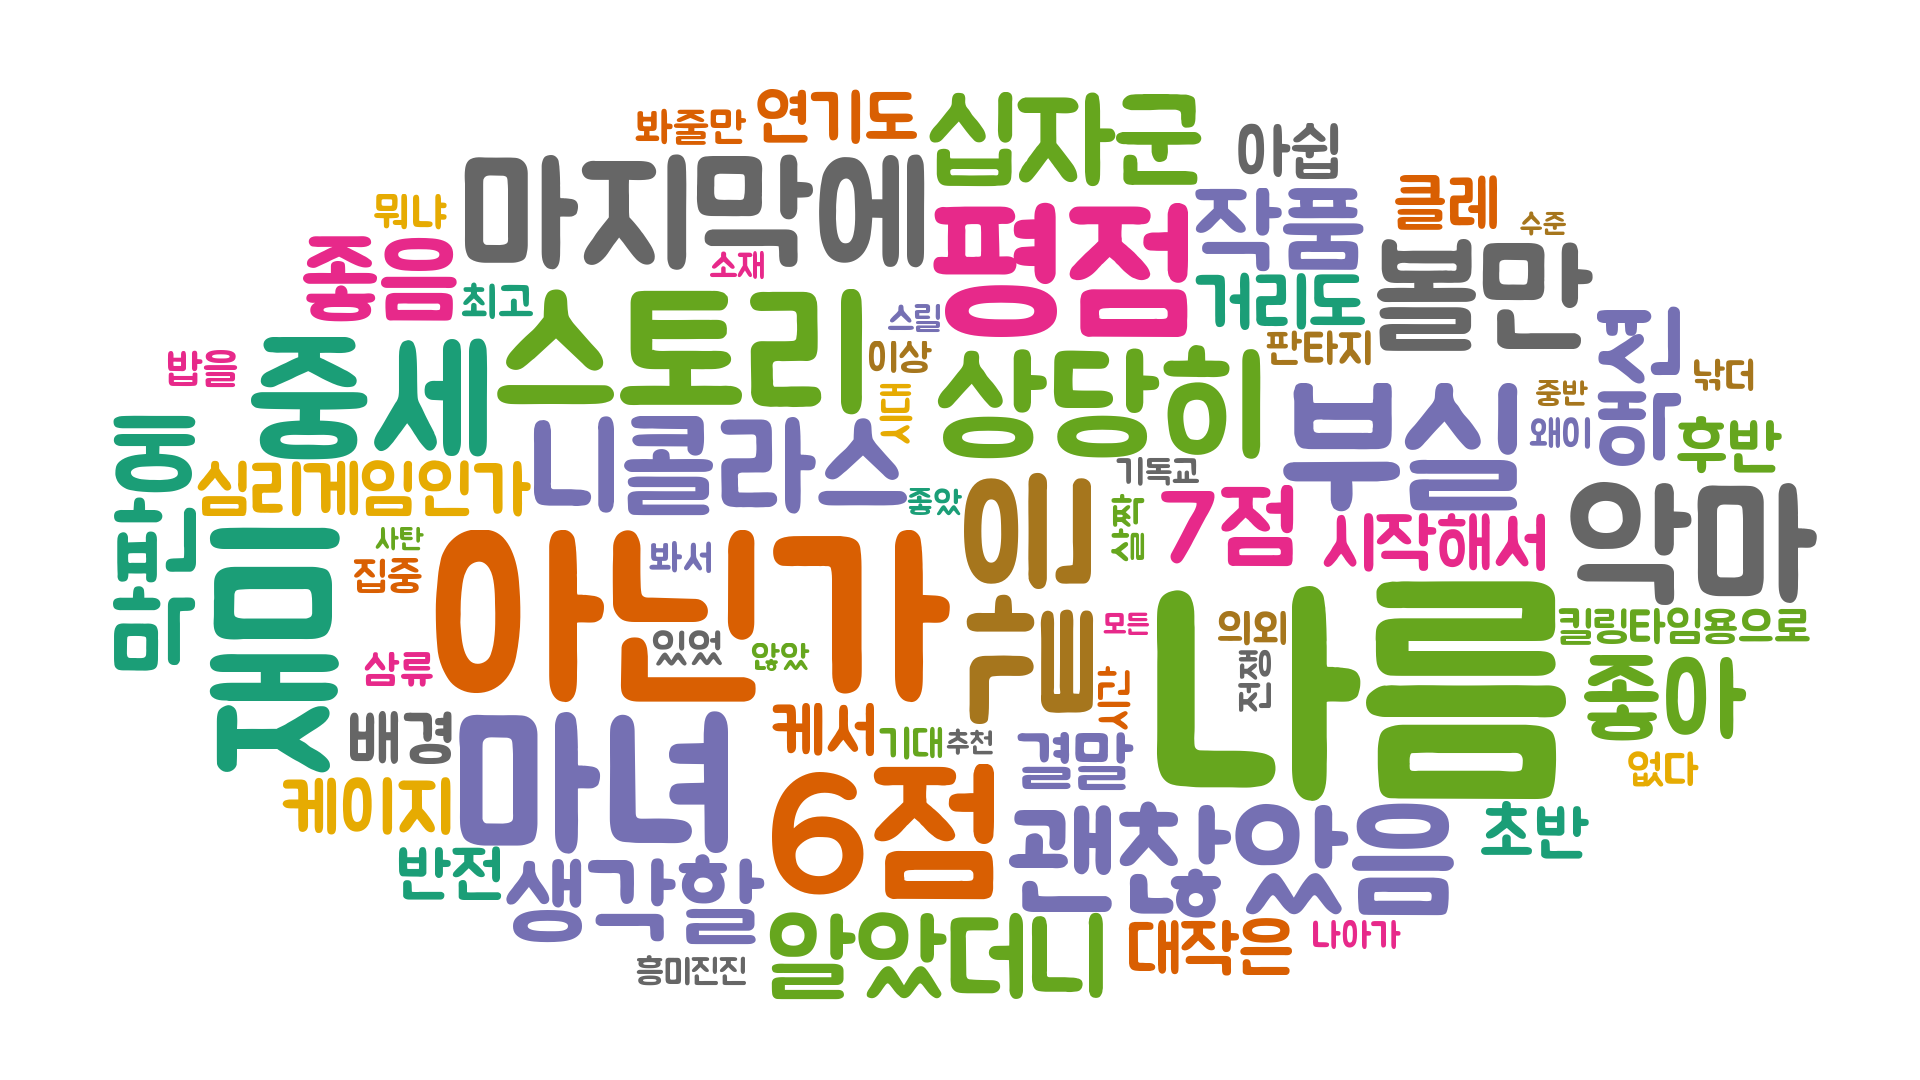 봐줄만
연기도
십자군
아쉽
마지막에
뭐냐
평점
작품
클레
수준
좋음
최고
소재
거리도
볼만
스토리
스릴
밥을
중세
이상
상당히
판타지
부실
중반
왜이
낚더
후반
심리게임인가
니콜라스
좋았
기독교
7점
시작해서
악마
사탄
집중
재미
아닌가
봐서
살짝
나름
삼류
있었
않았
모든
의외
킬링타임용으로
시간
전쟁
좋아
배경
마녀
케서
기대
추천
결말
없다
케이지
6점
괜찮았음
초반
반전
생각할
알았더니
대작은
나아가
흥미진진